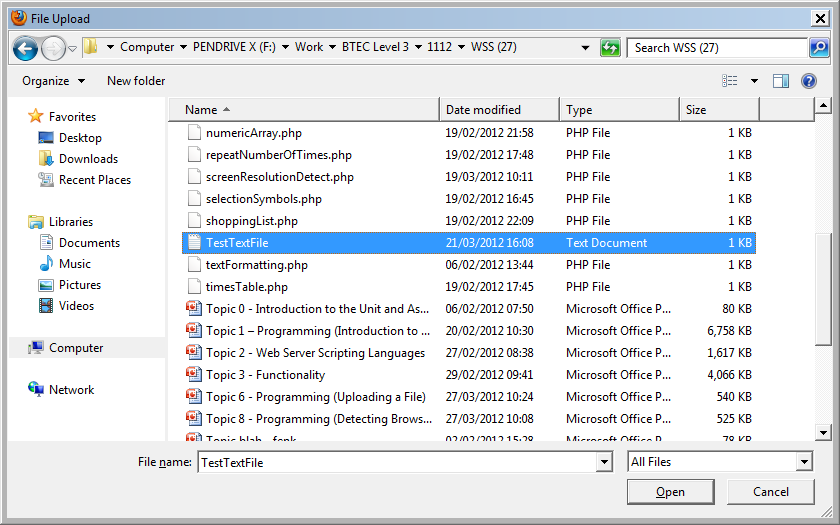 File Upload
Computer PENDRIVE X (F:) Work BTEC Level 3 1112 WSS (27) Search WSS (27)
Organize New folder
Favorites
Desktop
Downloads
Recent Places
Libraries
Documents
Music
Pictures
Videos
Computer
Network
Name Date modified Type Size
numericArray.php 19/02/2012 21:58 PHP File 1 KB
repeatNumberOfTimes.php 19/02/2012 17:48 PHP File 1 KB
screenResolutionDetect.php 19/03/2012 10:11 PHP File 1 KB
selectionSymbols.php 19/02/2012 16:45 PHP File 1 KB
shoppingList.php 19/02/2012 22:09 PHP File 1 KB
TestTextFile 21/03/2012 16:08 Text Document 1 KB
textFormatting.php 06/02/2012 13:44 PHP File 1 KB
timesTable.php 19/02/2012 17:45 PHP File 1 KB
Topic 0 - Introduction to the Unit and As... 06/02/2012 07:50 Microsoft Office P... 80 KB
Topic 1 – Programming (Introduction to ... 20/02/2012 10:30 Microsoft Office P... 6,758 KB
Topic 2 - Web Server Scripting Languages 27/02/2012 08:38 Microsoft Office P... 1,617 KB
Topic 3 - Functionality 29/02/2012 09:41 Microsoft Office P... 4,066 KB
Topic 6 - Programming (Uploading a File) 27/03/2012 10:24 Microsoft Office P... 540 KB
Topic 8 - Programming (Detecting Brows... 27/03/2012 10:08 Microsoft Office P... 525 KB
Topic blah - 02/02/2012 15:28 Microsoft Office P... 78 KB
File name: TestTextFile All Files
Open Cancel